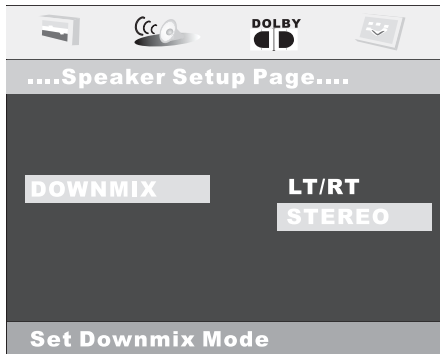 DOLBY
....Speaker Setup Page....
DOWNMIX
LT/RT
STEREO
Set Downmix Mode